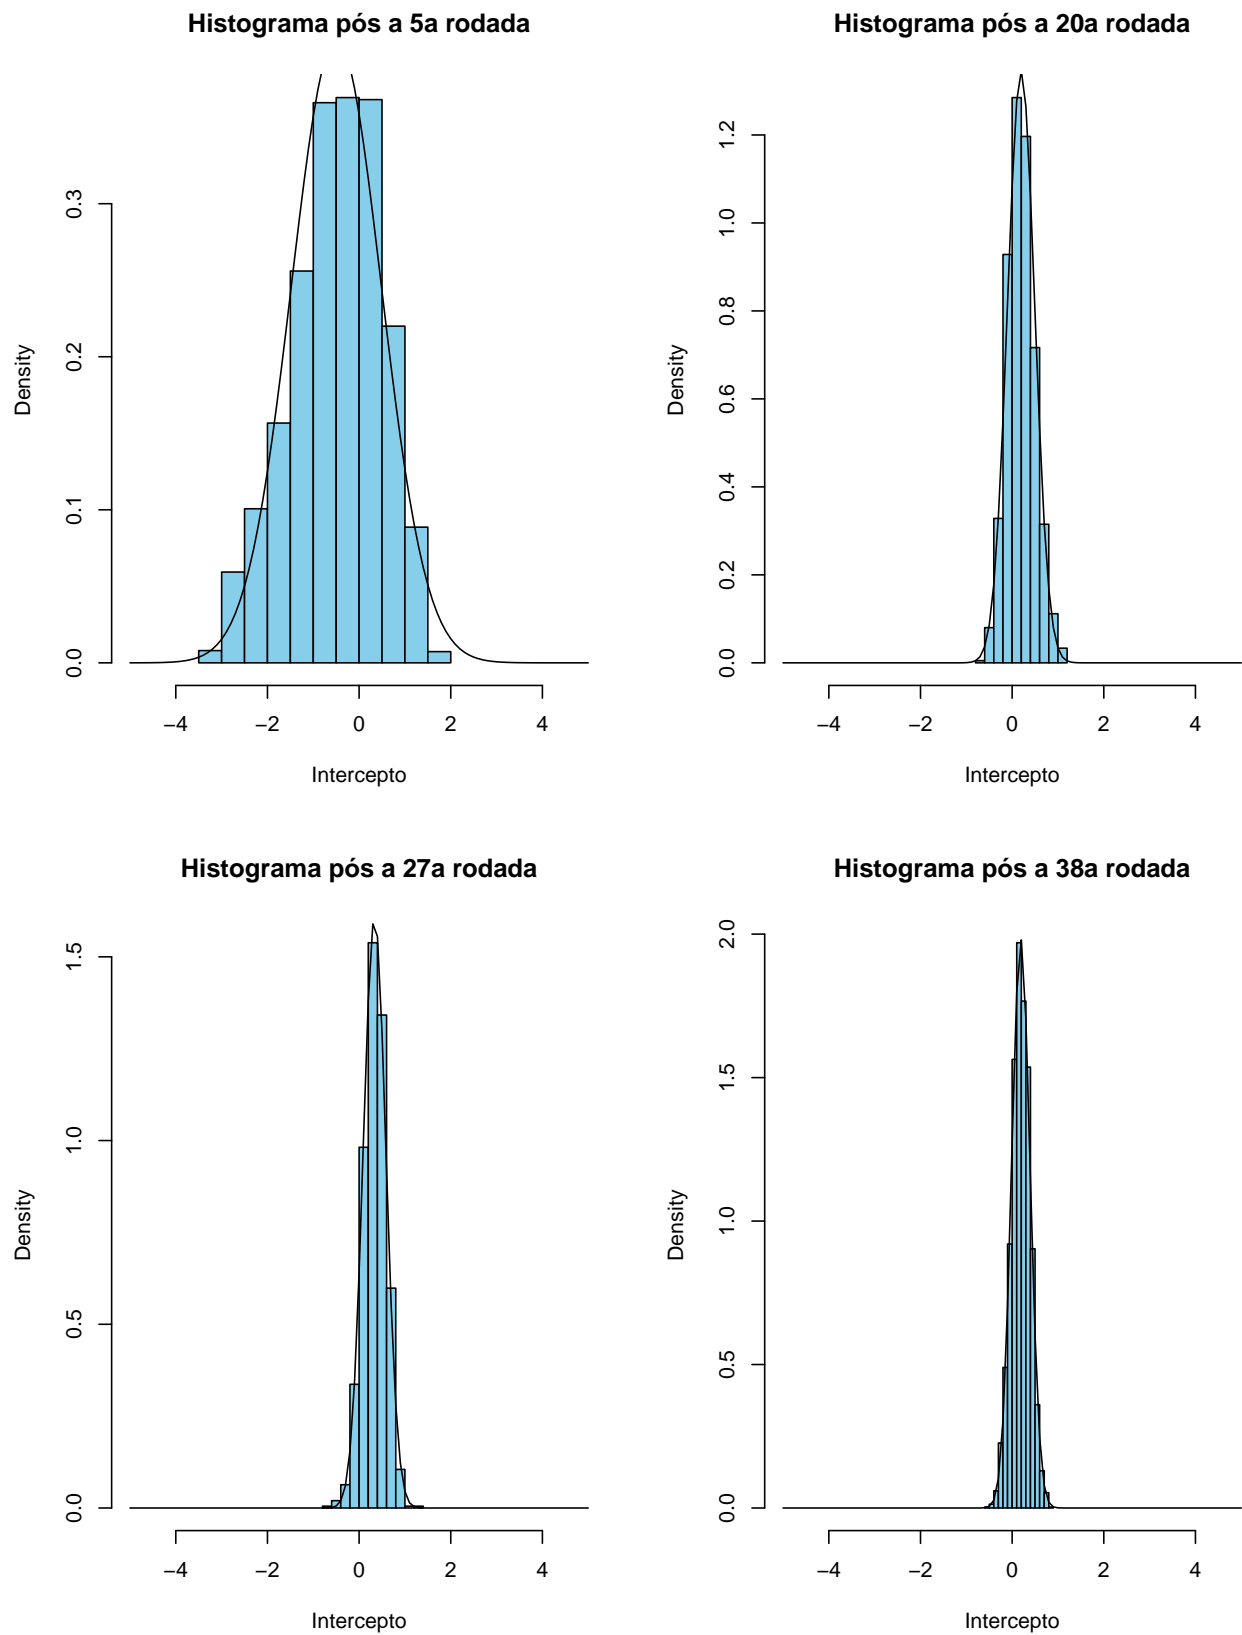 Histograma pós a 5a rodada
Density
0.0 0.1 0.2 0.3
−4 −2 0 2 4
Intercepto
Histograma pós a 20a rodada
Density
0.0 0.2 0.4 0.6 0.8 1.0 1.2
−4 −2 0 2 4
Intercepto
Histograma pós a 27a rodada
Density
0.0 0.5 1.0 1.5
−4 −2 0 2 4
Intercepto
Histograma pós a 38a rodada
Density
0.0 0.5 1.0 1.5 2.0
−4 −2 0 2 4
Intercepto